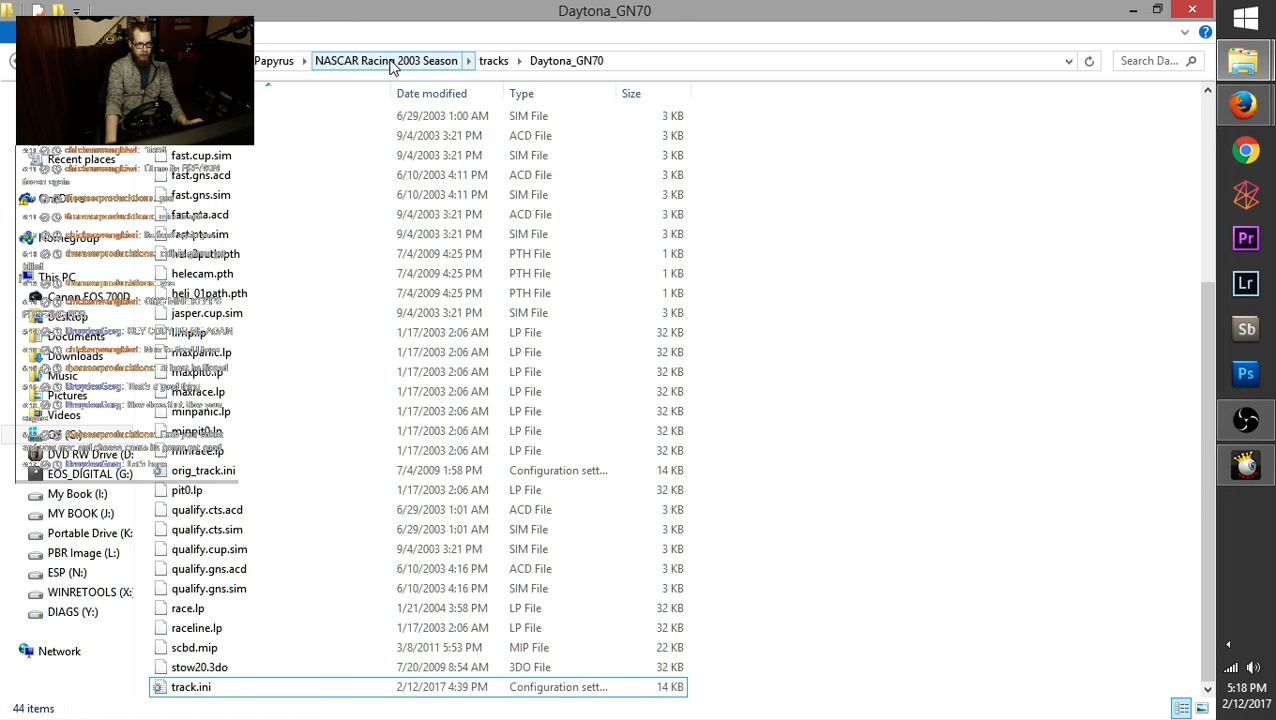 Daytona_GN70
Papyrus NASCAR Racing 2003 Season tracks Daytona_GN70
Search Da...
Date modified Type Size
6/29/2003 1:00 AM SIM File 3 KB
9/4/2003 3:21 PM ACD File 3 KB
fast.cup.sim 9/4/2003 3:21 PM SIM File 3 KB
fast.gns.acd 6/10/2003 4:11 PM ACD File 3 KB
fast.gns.sim 6/10/2003 4:11 PM SIM File 3 KB
fast.pta.acd 9/4/2003 3:21 PM ACD File 3 KB
fast.pta.sim 9/4/2003 3:21 PM SIM File 3 KB
7/4/2009 4:25 PM PTH File 1 KB
helecam.pth 7/4/2009 4:25 PM PTH File 1 KB
heli_01path.pth 7/4/2009 4:25 PM PTH File 1 KB
jasper.cup.sim 9/4/2003 3:21 PM SIM File 3 KB
1/17/2003 2:06 AM LP File 32 KB
maxpanic.lp 1/17/2003 2:06 AM LP File 32 KB
maxpit0.lp 1/17/2003 2:06 AM LP File 32 KB
maxrace.lp 1/17/2003 2:06 AM LP File 32 KB
minpanic.lp 1/17/2003 2:06 AM LP File 32 KB
minpit0.lp 1/17/2003 2:06 AM LP File 32 KB
minrace.lp 1/17/2003 2:06 AM LP File 32 KB
orig_track.ini 7/4/2009 1:58 PM Configuration sett... 14 KB
pit0.lp 1/17/2003 2:06 AM LP File 32 KB
qualify.cts.acd 6/29/2003 1:01 AM ACD File 3 KB
qualify.cts.sim 6/29/2003 1:01 AM SIM File 3 KB
qualify.cup.sim 9/4/2003 3:21 PM SIM File 3 KB
qualify.gns.acd 6/10/2003 4:16 PM ACD File 3 KB
qualify.gns.sim 6/10/2003 4:16 PM SIM File 3 KB
race.lp 1/21/2004 3:58 PM LP File 32 KB
raceline.lp 1/17/2003 2:06 AM LP File 32 KB
scbd.mip 3/8/2011 5:53 PM MIP File 22 KB
stow20.3do 7/20/2009 8:54 AM 3DO File 32 KB
track.ini 2/12/2017 4:39 PM Configuration sett... 14 KB
Recent places
Homegroup
This PC
Canon EOS 700D
Desktop
Documents
Downloads
Music
Pictures
Videos
DVD RW Drive (D:
EOS_DIGITAL (G:)
My Book (I:)
MY BOOK (J:)
Portable Drive (K:
PBR Image (L:)
ESP (N:)
WINRETOOLS (X:
DIAGS (Y:)
Network
44 items
Pr
Lr
Sb
Ps
5:18 PM
2/12/2017